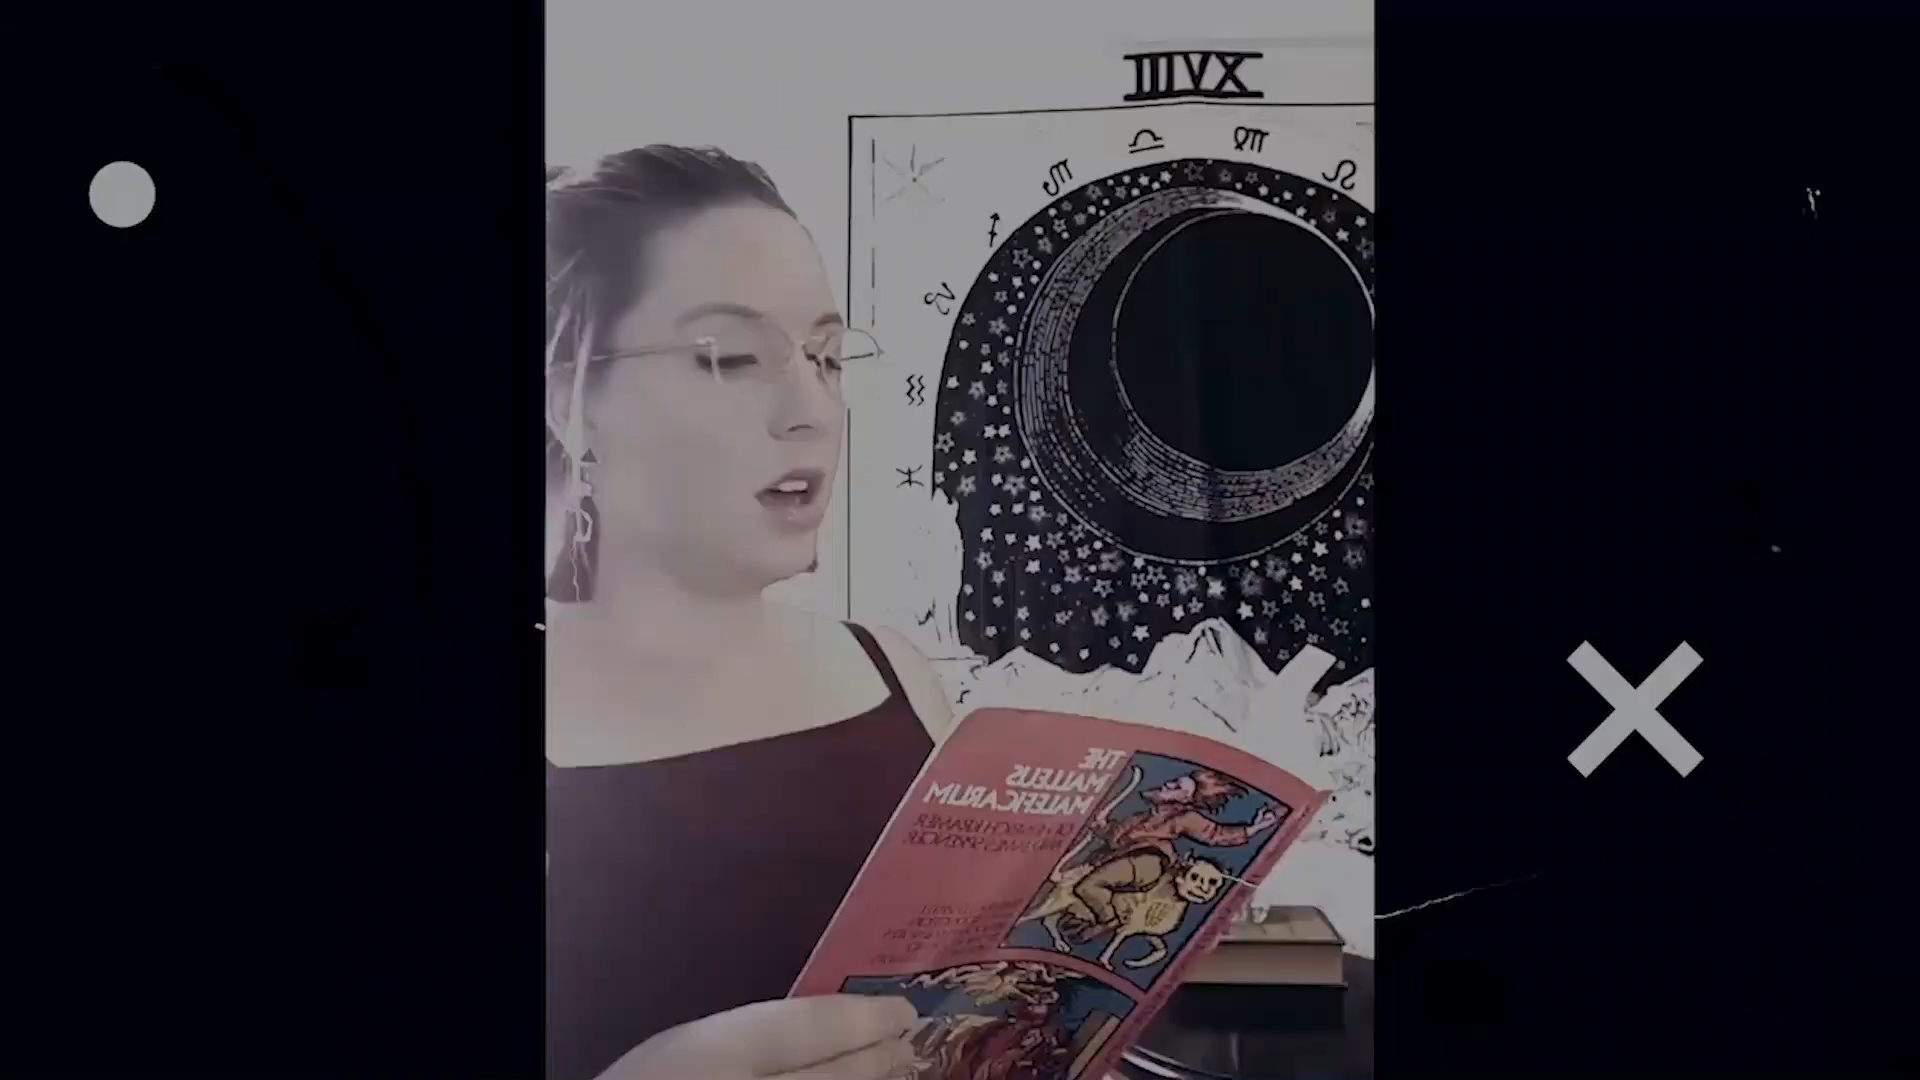 XVIII
THE
MALLEUS
MALEFICARUM
OF HEINRICH KRAMER
AND JAMES SPRENGER